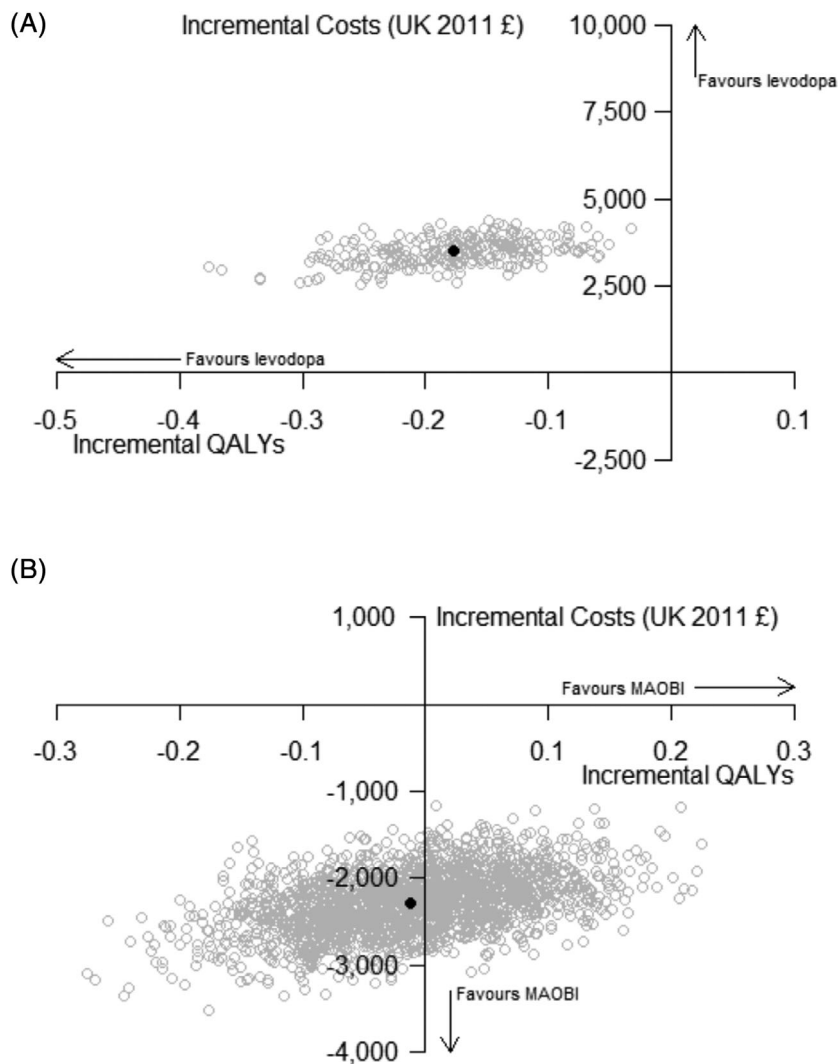 (A)
Incremental Costs (UK 2011 £)
10,000
Favours levodopa
7,500
5,000
2,500
Favours levodopa
-0.5 -0.4 -0.3 -0.2 -0.1 0.1
Incremental QALYs
-2,500
(B)
1,000
Incremental Costs (UK 2011 £)
Favours MAOBI
-0.3 -0.2 -0.1 0.1 0.2 0.3
Incremental QALYs
-1,000
-2,000
-3,000
Favours MAOBI
-4,000